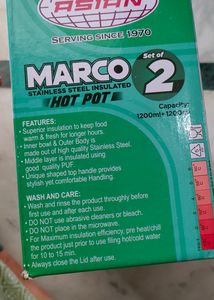 ASIAN
SERVING SINCE 1970
MARCO
Set of
2
STAINLESS STEEL INSULATED
HOT POT
Capacity:
1200ml+1200ml
FEATURES:
• Superior insulation to keep food
warm & fresh for longer hours.
• Inner bowl & Outer Body is
made out of high quality Stainless Steel.
• Middle layer is insulated using
good quality PUF.
• Unique shaped top handle provides
stylish yet comfortable Handling.
WASH AND CARE:
• Wash and rinse the product throughly before
first use and after each use.
• DO NOT use abrasive cleaners or bleach.
• DO NOT place in the microwave.
• For Maximum insulation efficiency, pre heat/chill
the product just prior to use filling hot/cold water
for 10 to 15 min.
• Always close the Lid after use.